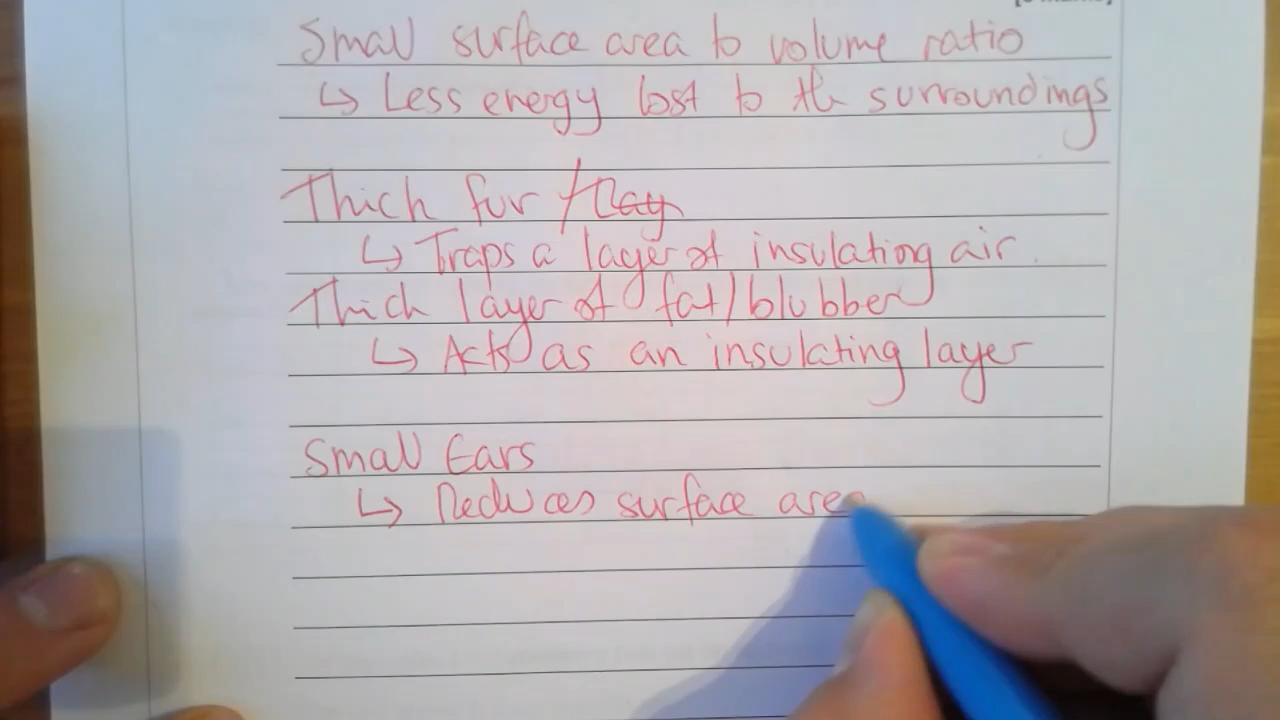 Small surface area to volume ratio
↳ Less energy lost to the surroundings
Thick fur /
↳ Traps a layer of insulating air.
Thick layer of fat/blubber
↳ Acts as an insulating layer
Small Ears
↳ Reduces surface area